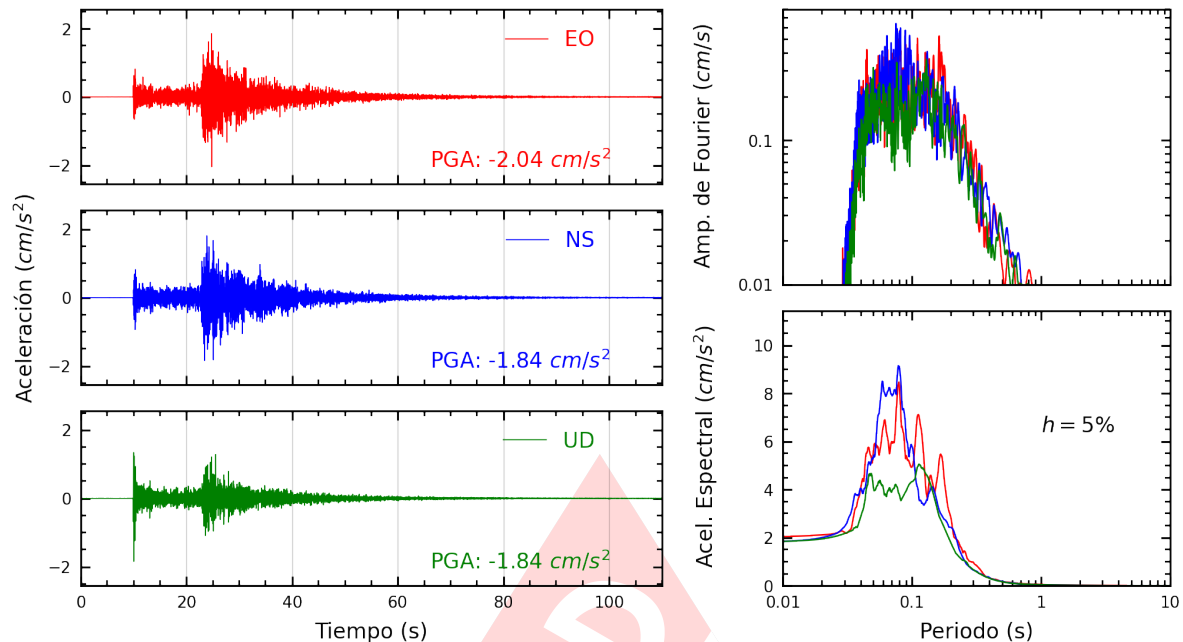 Aceleración (cm/s²)
2
0
−2
EO
PGA: -2.04 cm/s²
2
0
−2
NS
PGA: -1.84 cm/s²
2
0
−2
UD
PGA: -1.84 cm/s²
0 20 40 60 80 100
Tiempo (s)
Amp. de Fourier (cm/s)
0.1
0.01
Acel. Espectral (cm/s²)
10
8
6
4
2
0
h = 5%
0.01 0.1 1 10
Periodo (s)